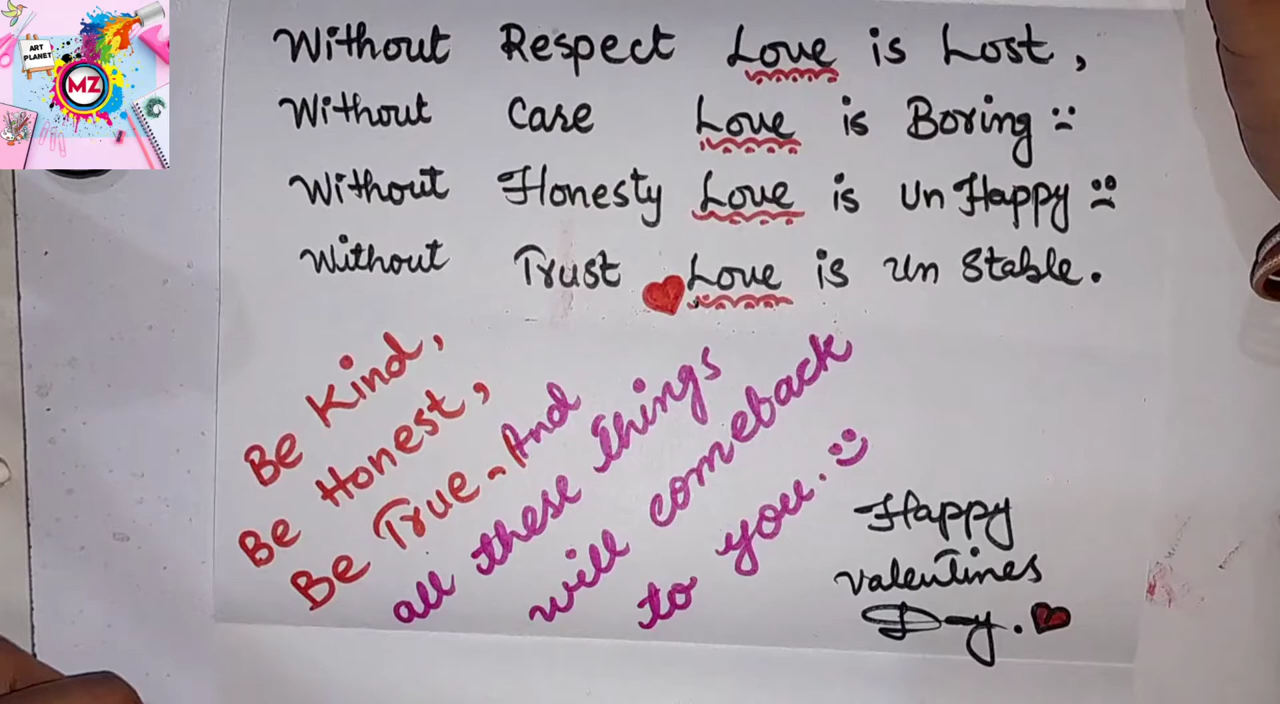 ART
PLANET
MZ
Without Respect Love is Lost,
Without Care Love is Boring
Without Honesty Love is Un Happy
Without Trust Love is Un Stable.
Be Kind,
Be Honest,
Be True - And
all these things
will comeback
to you.
Happy
Valentines
Day.